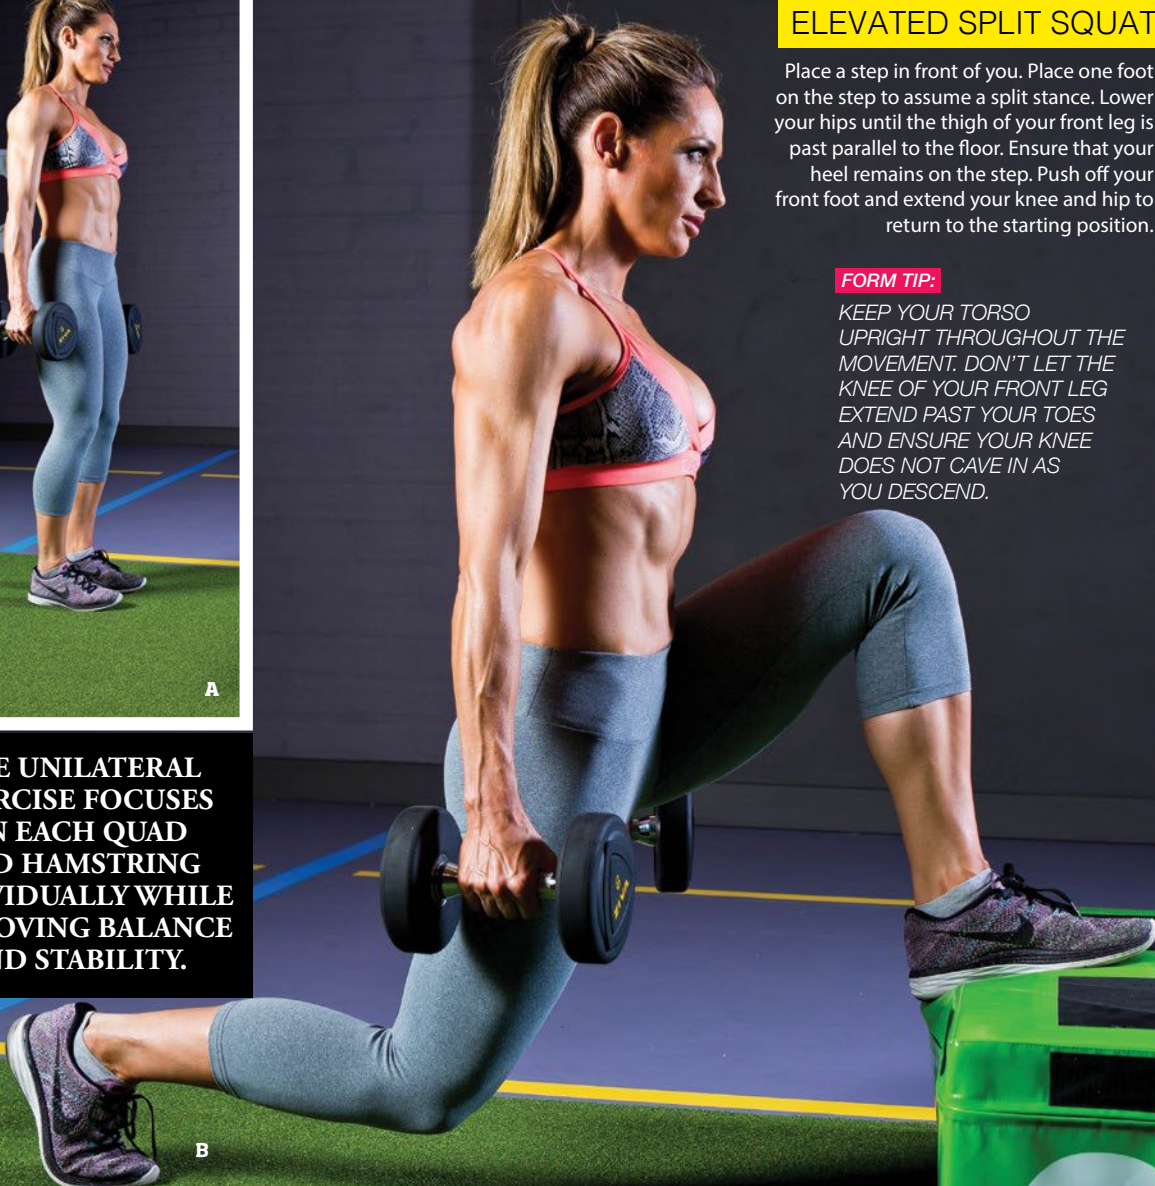 ELEVATED SPLIT SQUAT
Place a step in front of you. Place one foot
on the step to assume a split stance. Lower
your hips until the thigh of your front leg is
past parallel to the floor. Ensure that your
heel remains on the step. Push off your
front foot and extend your knee and hip to
return to the starting position.
FORM TIP:
KEEP YOUR TORSO
UPRIGHT THROUGHOUT THE
MOVEMENT. DON'T LET THE
KNEE OF YOUR FRONT LEG
EXTEND PAST YOUR TOES
AND ENSURE YOUR KNEE
DOES NOT CAVE IN AS
YOU DESCEND.
A
E UNILATERAL
RCISE FOCUSES
N EACH QUAD
D HAMSTRING
VIDUALLY WHILE
OVING BALANCE
ND STABILITY.
ZIVA
B